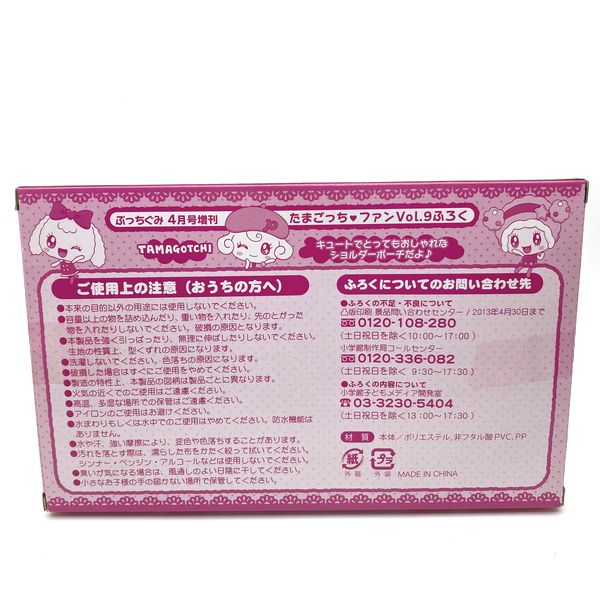 ぷっちぐみ 4月号増刊
たまごっち♥ファンVol.9ふろく
TAMAGOTCHI
キュートでとってもおしゃれな
ショルダーポーチだよ♪
ご使用上の注意(おうちの方へ)
●本来の目的以外の用途には使用しないでください。
●容量以上の物を詰め込んだり、重い物を入れたり、先のとがった
物を入れたりしないでください。破損の原因となります。
●本製品を強く引っぱったり、無理に伸ばしたりしないでください。
生地の性質上、型くずれの原因になります。
●洗濯しないでください。色落ちの原因になります。
●破損した場合はすぐにご使用をやめてください。
●製造の特性上、本製品の図柄は製品ごとに異なります。
●火気の近くでのご使用はご遠慮ください。
●高温、多湿な場所での保管はご遠慮ください。
●アイロンのご使用はお避けください。
●水まわりもしくは水中でのご使用はやめてください。防水機能は
ありません。
●水や汗、強い摩擦により、変色や色落ちすることがあります。
●汚れを落とす際は、濡らした布をかたく絞って拭いてください。
シンナー・ベンジン・アルコールなどは使用しないでください。
●臭いが気になる場合は、風通しのよい日陰に干してください。
●小さなお子様の手の届かない場所で保管してください。
ふろくについてのお問い合わせ先
●ふろくの不足・不良について
凸版印刷 景品問い合わせセンター/2013年4月30日まで
☎0120-108-280
(土日祝日を除く10:00~17:00)
小学館制作局コールセンター
☎0120-336-082
(土日祝日を除く 9:30~17:30)
●ふろくの内容について
小学館子どもメディア開発室
☎03-3230-5404
(土日祝日を除く13:00~17:30)
材 質 本体/ポリエステル, 非フタル酸PVC, PP
紙 プラ
外箱 外袋 MADE IN CHINA